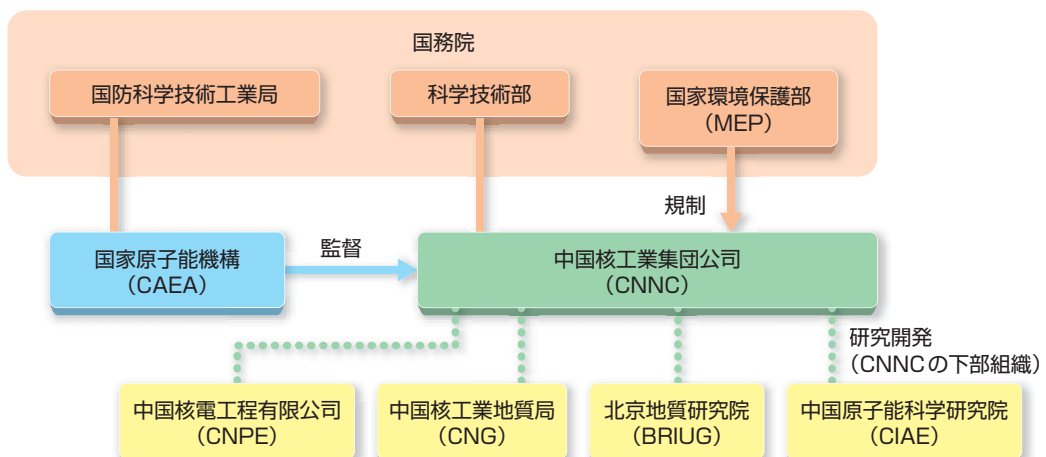 国務院
国防科学技術工業局
科学技術部
国家環境保護部
（MEP）
規制
国家原子能機構
（CAEA）
監督
中国核工業集団公司
（CNNC）
研究開発
（CNNCの下部組織）
中国核電工程有限公司
（CNPE）
中国核工業地質局
（CNG）
北京地質研究院
（BRIUG）
中国原子能科学研究院
（CIAE）